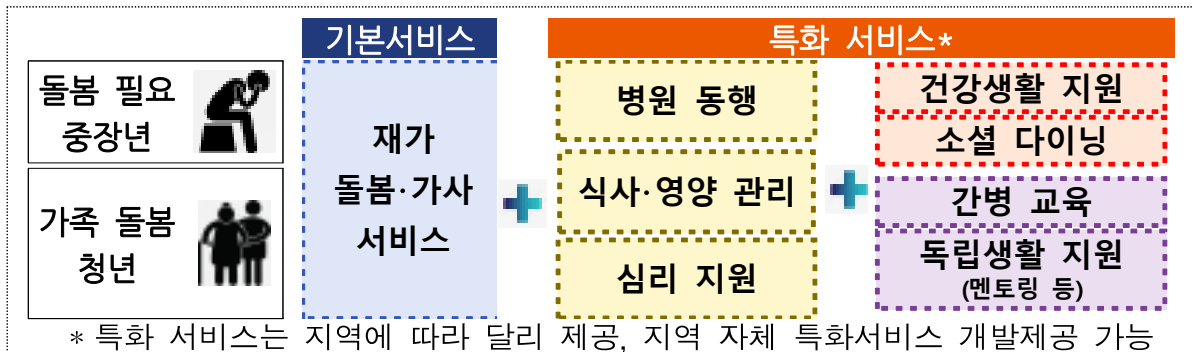 기본서비스
특화 서비스*
돌봄 필요
중장년
가족 돌봄
청년
재가
돌봄·가사
서비스
병원 동행
식사·영양 관리
심리 지원
건강생활 지원
소셜 다이닝
간병 교육
독립생활 지원
(멘토링 등)
* 특화 서비스는 지역에 따라 달리 제공, 지역 자체 특화서비스 개발제공 가능